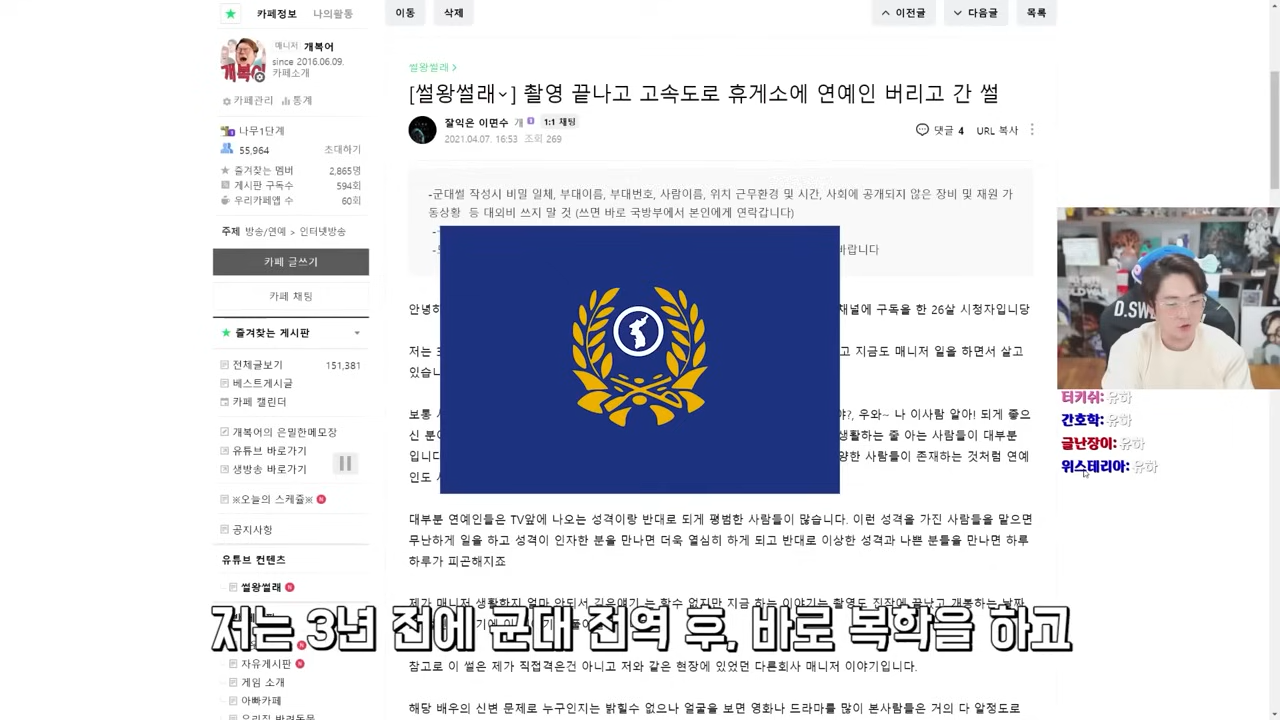 카페정보 나의활동
매니저 개복어
since 2016.06.09.
카페소개
개복어
카페관리 통계
나무1단계
55,964 초대하기
즐겨찾는 멤버 2,865명
게시판 구독수 594회
우리카페앱 수 60회
주제 방송/연예 > 인터넷방송
카페 글쓰기
카페 채팅
즐겨찾는 게시판
전체글보기 151,381
베스트게시글
카페 캘린더
개복어의 은밀한메모장
유튜브 바로가기
생방송 바로가기
※오늘의 스케쥴※
공지사항
유튜브 컨텐츠
썰왕썰래
자유게시판
게임 소개
아빠카페
우리집 반려동물
이동 삭제 이전글 다음글 목록
썰왕썰래 >
[썰왕썰래~] 촬영 끝나고 고속도로 휴게소에 연예인 버리고 간 썰
잘익은 이면수 개 1:1 채팅
2021.04.07. 16:53 조회 269
댓글 4 URL 복사
-군대썰 작성시 비밀 일체, 부대이름, 부대번호, 사람이름, 위치 근무환경 및 시간, 사회에 공개되지 않은 장비 및 재원 가
동상황 등 대외비 쓰지 말 것 (쓰면 바로 국방부에서 본인에게 연락갑니다)
바랍니다
채널에 구독을 한 26살 시청자입니당
저는
고 지금도 매니저 일을 하면서 살고
보통
우와~ 나 이사람 알아! 되게 좋으
신 분
생활하는 줄 아는 사람들이 대부분
입니다
양한 사람들이 존재하는 것처럼 연예
인도
대부분 연예인들은 TV앞에 나오는 성격이랑 반대로 되게 평범한 사람들이 많습니다. 이런 성격을 가진 사람들을 맡으면
무난하게 일을 하고 성격이 인자한 분을 만나면 더욱 열심히 하게 되고 반대로 이상한 성격과 나쁜 분들을 만나면 하루
하루가 피곤해지죠
저는 3년 전에 군대 전역 후, 바로 복학을 하고
참고로 이 썰은 제가 직접격은건 아니고 저와 같은 현장에 있었던 다른회사 매니저 이야기입니다.
해당 배우의 신변 문제로 누구인지는 밝힐수 없으나 얼굴을 보면 영화나 드라마를 많이 본사람들은 거의 다 알정도로
D.SW
터키쉬: 유하
간호학: 유하
글난장이: 유하
위스테리아: 유하